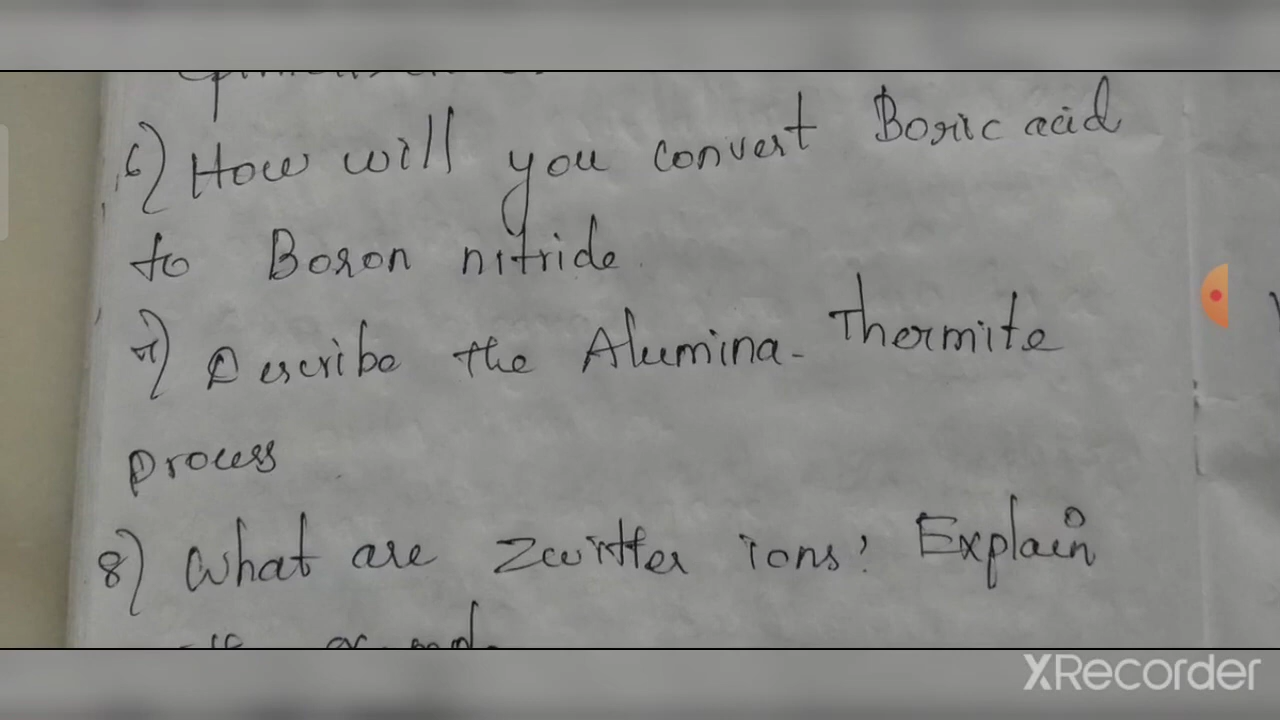 6) How will you convert Boric acid
to Boron nitride.
7) Describe the Alumina-Thermite
process
8) What are Zwitter ions? Explain
XRecorder